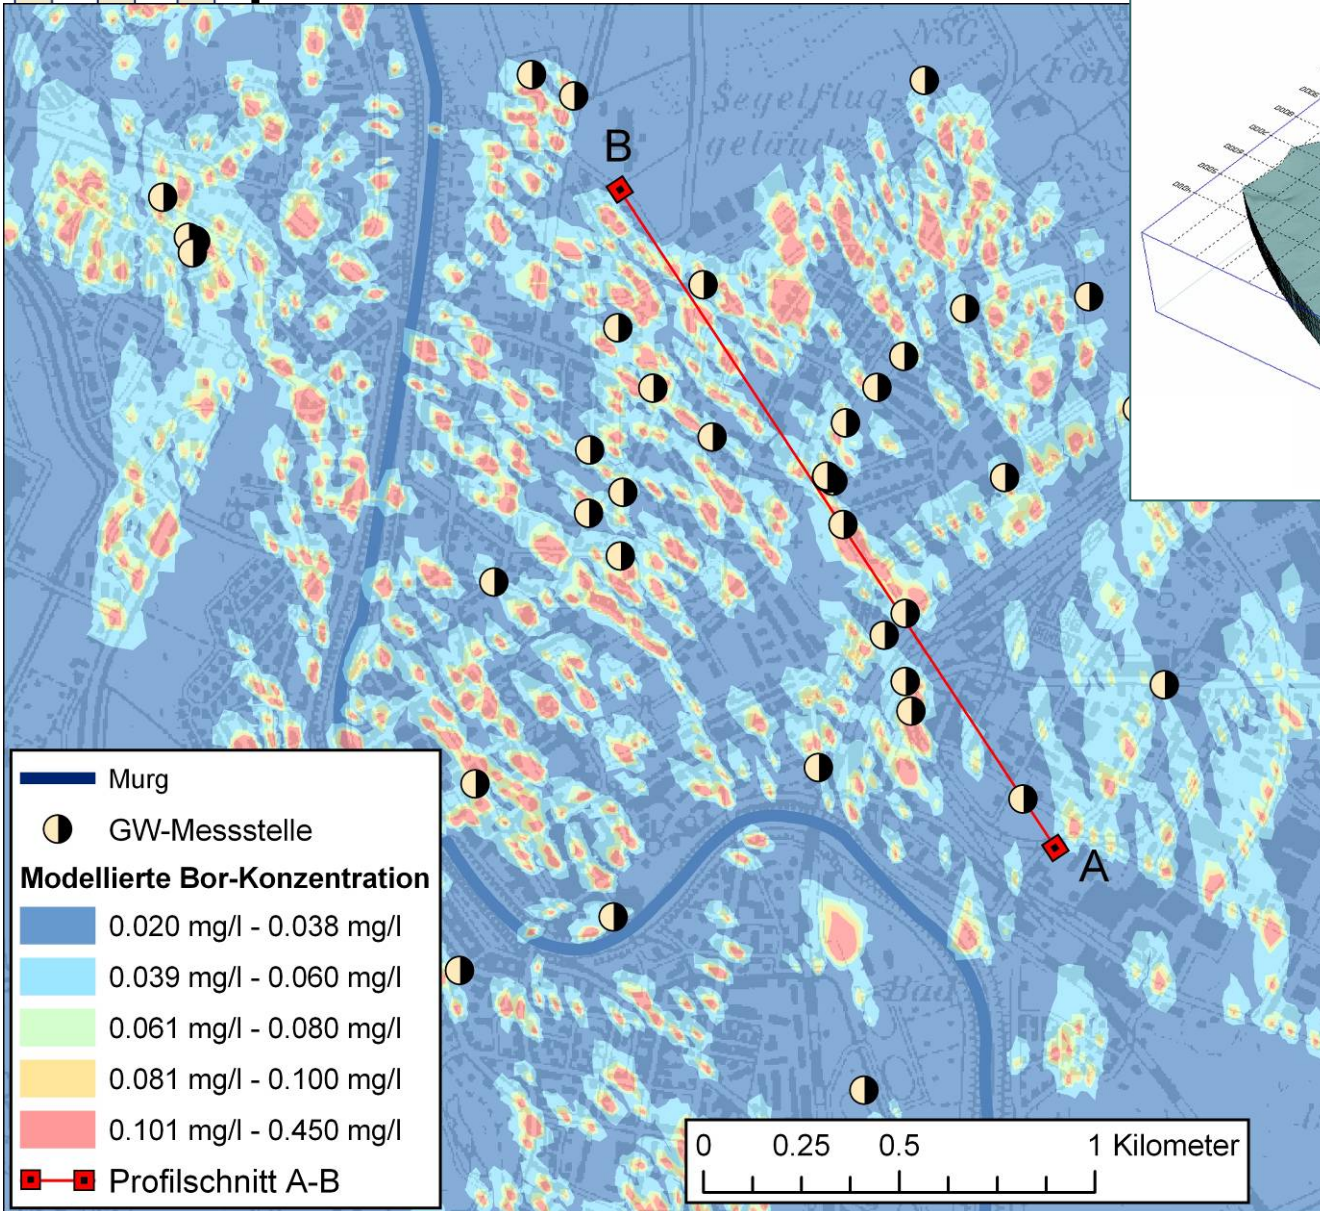 NSG
Segelflug
gelände
B
A
Bad
Murg
GW-Messstelle
Modellierte Bor-Konzentration
0.020 mg/l - 0.038 mg/l
0.039 mg/l - 0.060 mg/l
0.061 mg/l - 0.080 mg/l
0.081 mg/l - 0.100 mg/l
0.101 mg/l - 0.450 mg/l
Profilschnitt A-B
0 0.25 0.5 1 Kilometer